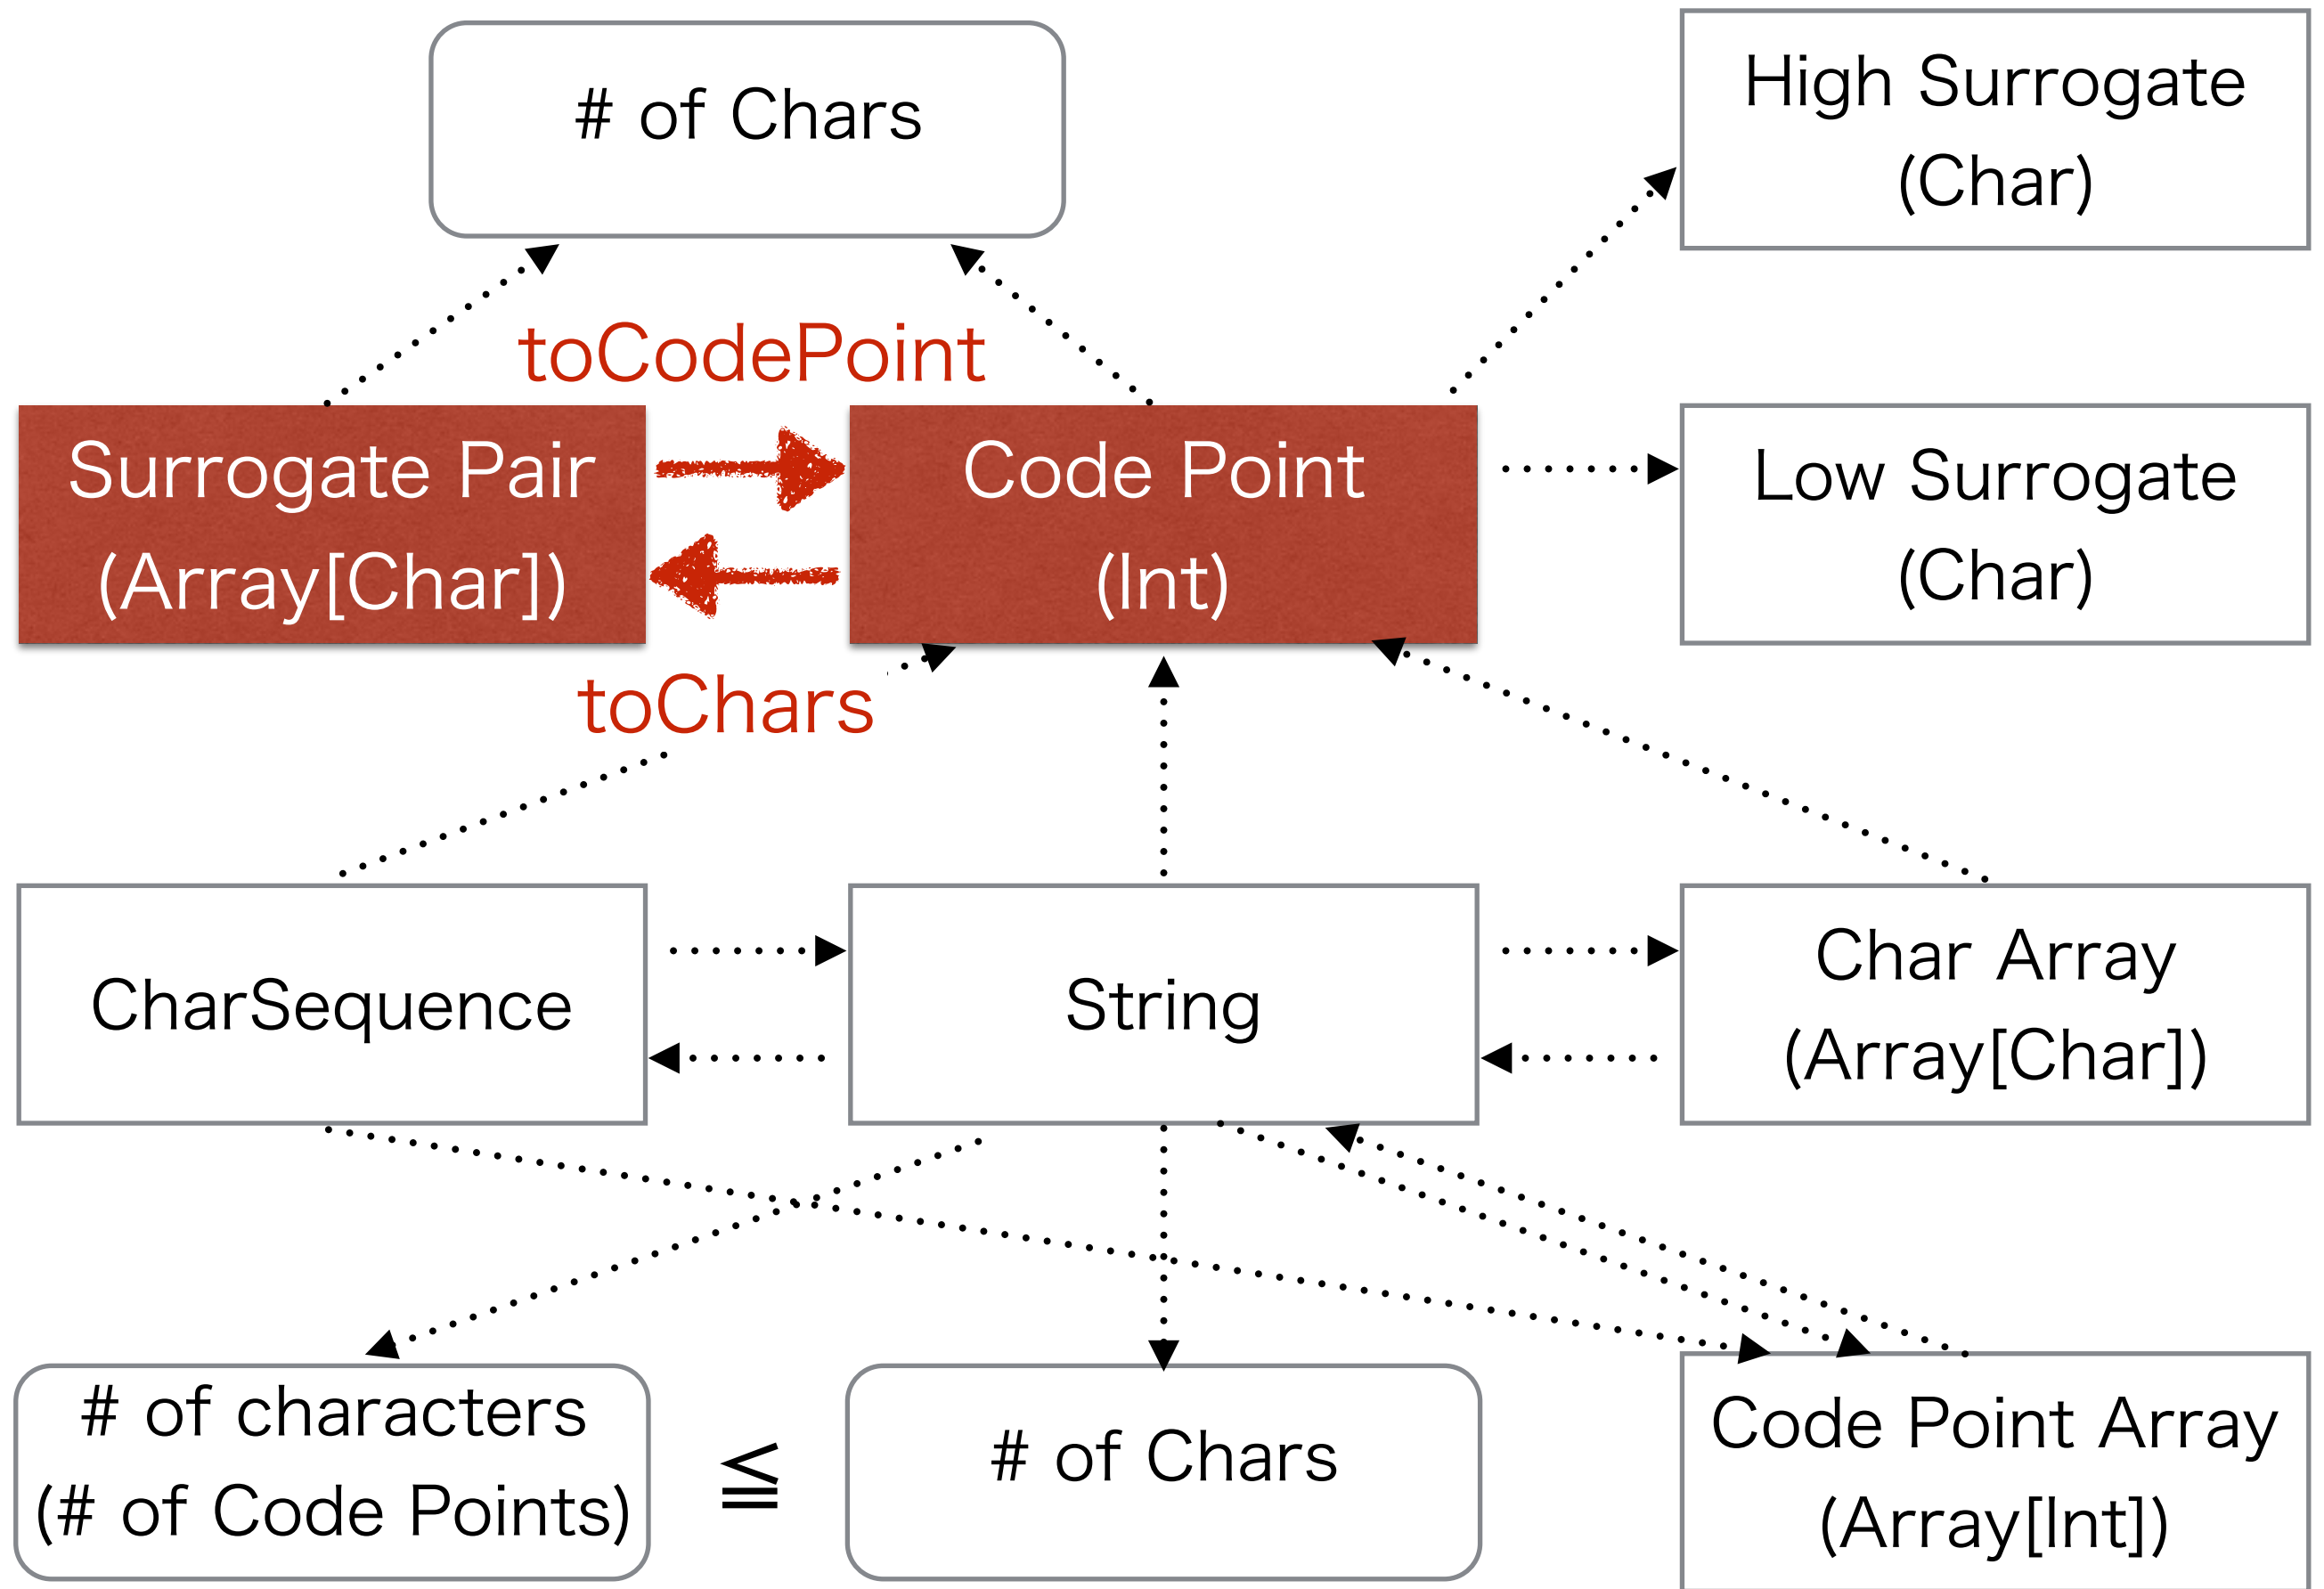 # of Chars
High Surrogate
(Char)
toCodePoint
Surrogate Pair
(Array[Char])
Code Point
(Int)
Low Surrogate
(Char)
toChars
CharSequence
String
Char Array
(Array[Char])
# of characters
(# of Code Points)
≦
# of Chars
Code Point Array
(Array[Int])